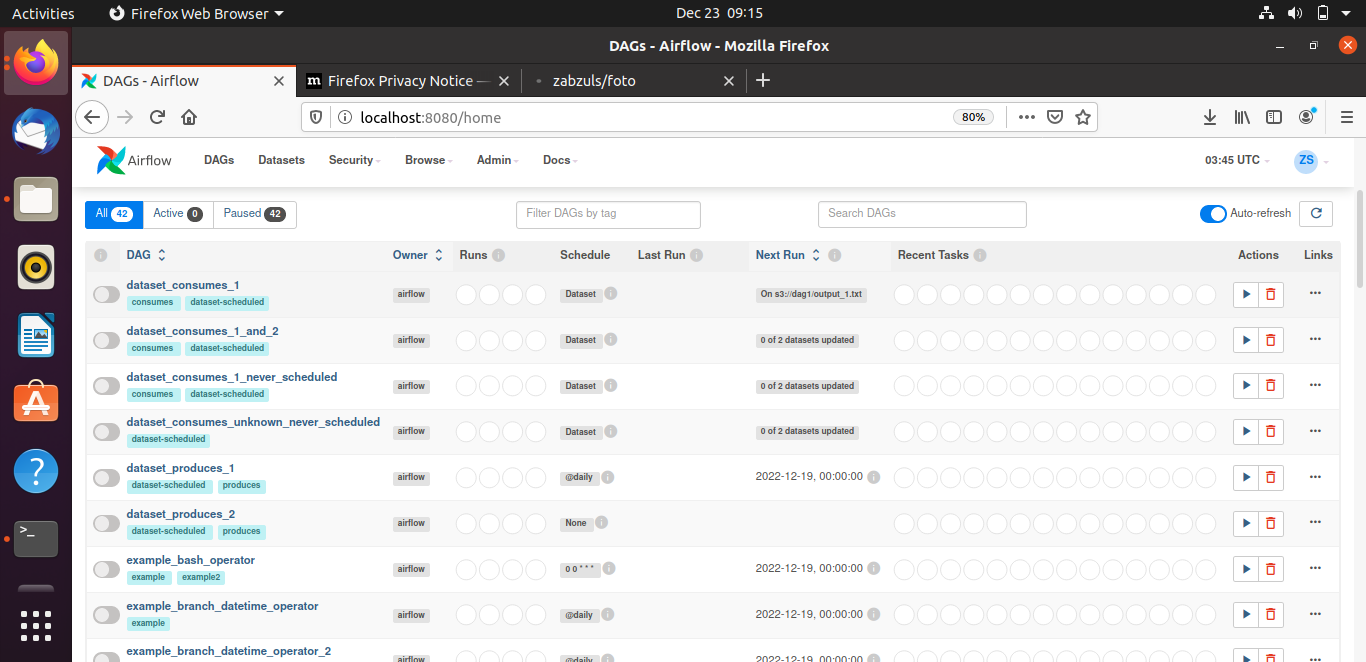 Activities Firefox Web Browser Dec 23 09:15
DAGs - Airflow - Mozilla Firefox
DAGs - Airflow Firefox Privacy Notice — zabzuls/foto
localhost:8080/home 80%
Airflow DAGs Datasets Security Browse Admin Docs 03:45 UTC ZS
All 42 Active 0 Paused 42 Filter DAGs by tag Search DAGs Auto-refresh
DAG Owner Runs Schedule Last Run Next Run Recent Tasks Actions Links
dataset_consumes_1
consumes dataset-scheduled airflow Dataset On s3://dag1/output_1.txt
dataset_consumes_1_and_2
consumes dataset-scheduled airflow Dataset 0 of 2 datasets updated
dataset_consumes_1_never_scheduled
consumes dataset-scheduled airflow Dataset 0 of 2 datasets updated
dataset_consumes_unknown_never_scheduled
dataset-scheduled airflow Dataset 0 of 2 datasets updated
dataset_produces_1
dataset-scheduled produces airflow @daily 2022-12-19, 00:00:00
dataset_produces_2
dataset-scheduled produces airflow None
example_bash_operator
example example2 airflow 0 0 * * * 2022-12-19, 00:00:00
example_branch_datetime_operator
example airflow @daily 2022-12-19, 00:00:00
example_branch_datetime_operator_2
airflow @daily 2022-12-19, 00:00:00